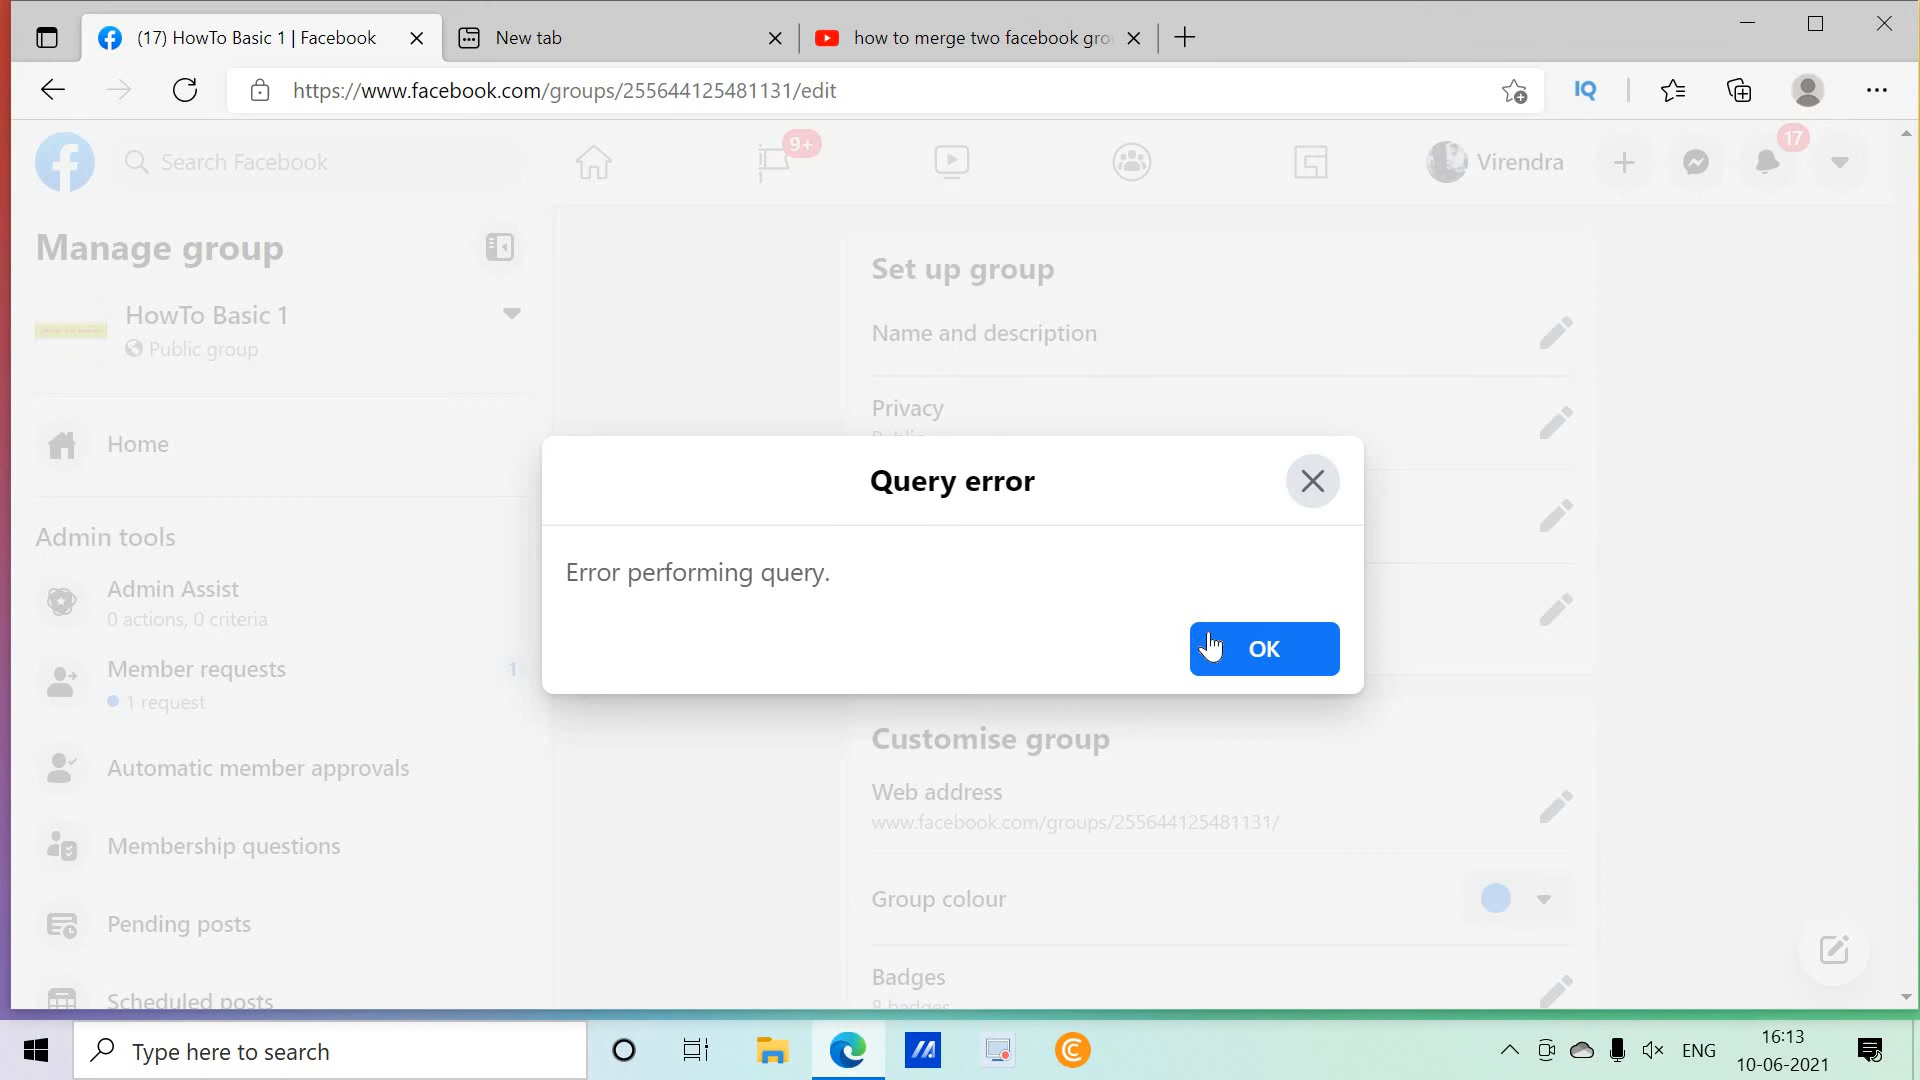 (17) HowTo Basic 1 | Facebook
New tab
how to merge two facebook gro
https://www.facebook.com/groups/255644125481131/edit
IQ
Search Facebook
9+
Virendra
17
Manage group
HowTo Basic 1
Public group
Home
Admin tools
Admin Assist
0 actions, 0 criteria
Member requests
1
1 request
Automatic member approvals
Membership questions
Pending posts
Scheduled posts
Set up group
Name and description
Privacy
Public
Query error
Error performing query.
OK
Customise group
Web address
www.facebook.com/groups/255644125481131/
Group colour
Badges
8 badges
Type here to search
ENG
16:13
10-06-2021